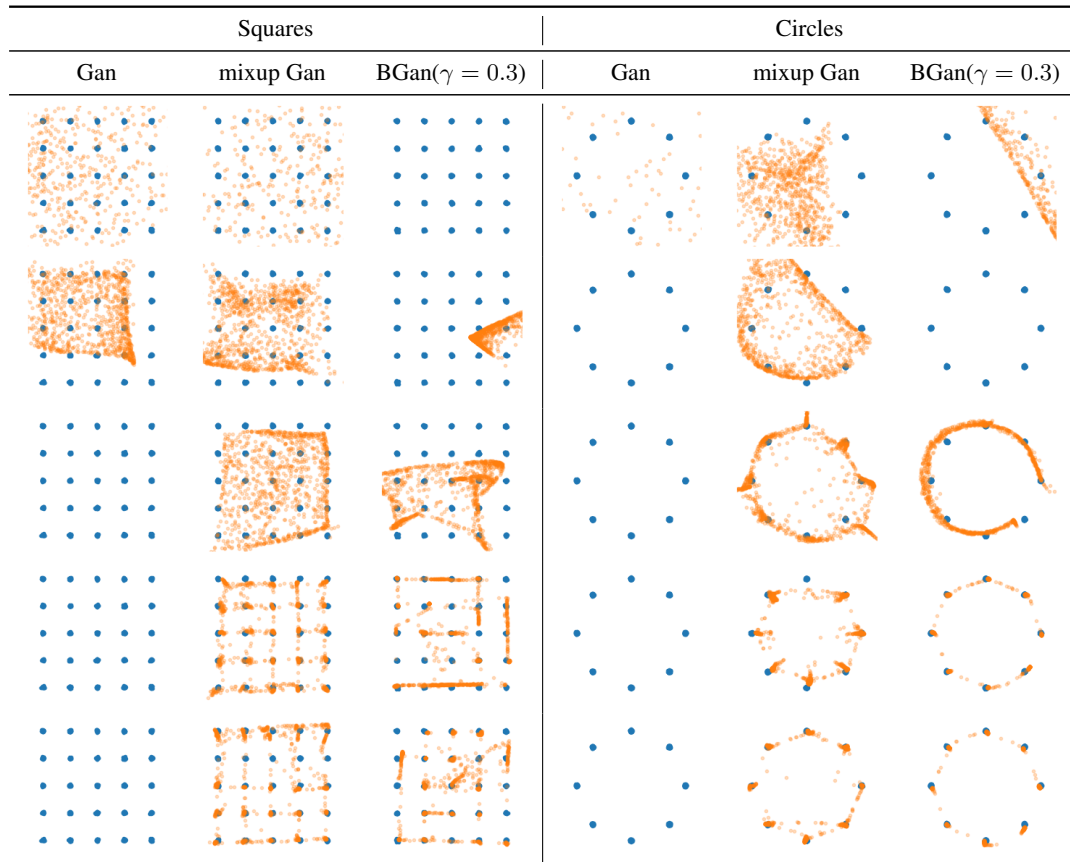 Squares Circles
Gan mixup Gan BGan(γ = 0.3) Gan mixup Gan BGan(γ = 0.3)